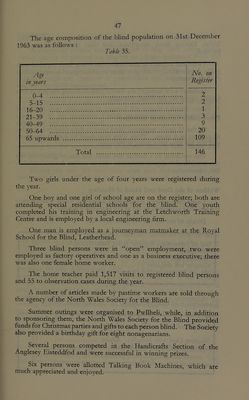 47
The age composition of the blind population on 31st December
1963 was as follows :
Table 35.
Age No. on
in years Register
0-4 ... 2
5-15 ... 2
16-20 ... 1
21-39 ... 3
40-49 ... 9
50-64 ... 20
65 upwards ... 109
Total ... 146
Two girls under the age of four years were registered during
the year.
One boy and one girl of school age are on the register, both are
attending special residential schools for the blind. One youth
completed his training in engineering at the Letchworth Training
Centre and is employed by a local engineering firm.
One man is employed as a journeyman matmaker at the Royal
School for the Blind, Leatherhead.
Three blind persons were in "open" employment, two were
employed as factory operatives and one as a business executive; there
was also one female home worker.
The home teacher paid 1,517 visits to registered blind persons
and 55 to observation cases during the year.
A number of articles made by pastime workers are sold through
the agency of the North Wales Society for the Blind.
Summer outings were organised to Pwllheli, while, in addition
to sponsoring them, the North Wales Society for the Blind provided
funds for Christmas parties and gifts to each person blind. The Society
also provided a birthday gift for eight nonagenarians.
Several persons competed in the Handicrafts Section of the
Anglesey Eisteddfod and were successful in winning prizes.
Six persons were allotted Talking Book Machines, which are
much appreciated and enjoyed.